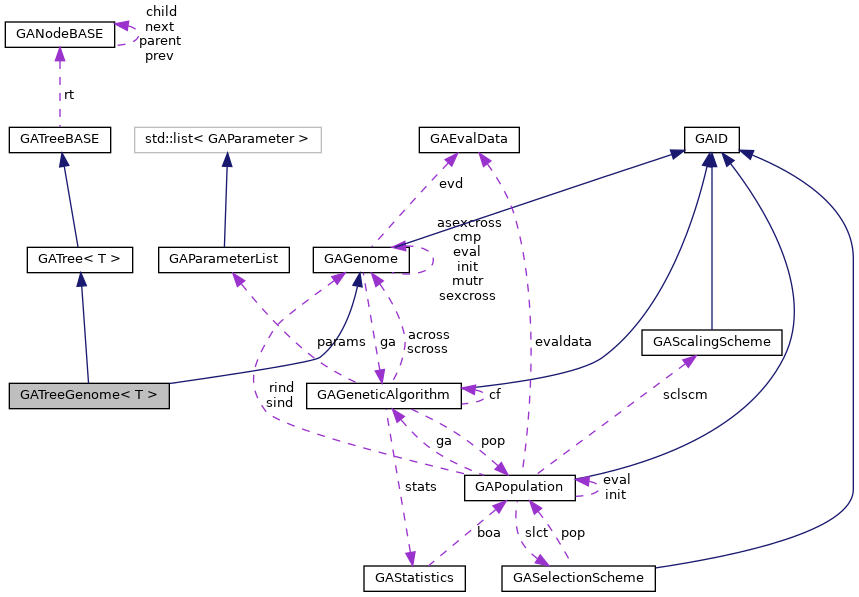 child
next
parent
prev
GANodeBASE
rt
GATreeBASE
std::list< GAParameter >
GAEvalData
GAID
evd
asexcross
cmp
eval
init
mutr
sexcross
GATree< T >
GAParameterList
GAGenome
params
ga
across
scross
evaldata
GAScalingScheme
GATreeGenome< T >
rind
sind
GAGeneticAlgorithm
cf
sclscm
ga
pop
stats
GAPopulation
eval
init
boa
slct
pop
GAStatistics
GASelectionScheme